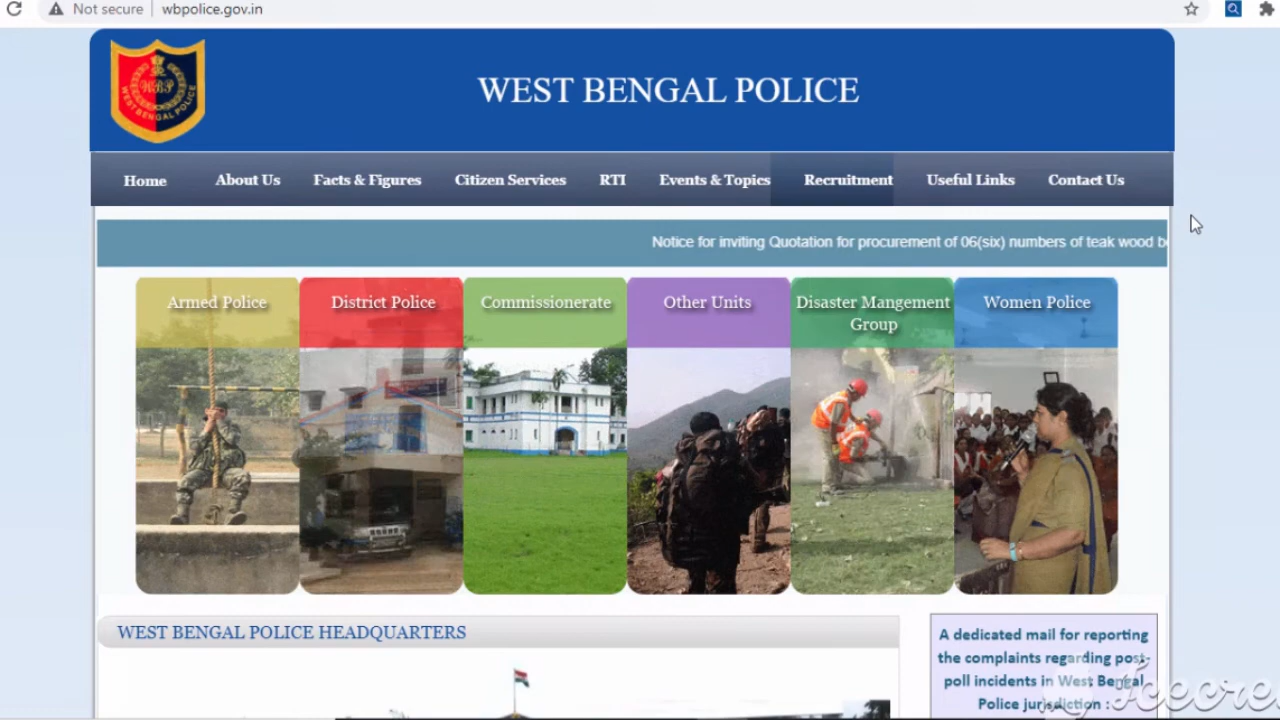 Not secure
wbpolice.gov.in
WEST BENGAL POLICE
WEST BENGAL POLICE
Home
About Us
Facts & Figures
Citizen Services
RTI
Events & Topics
Recruitment
Useful Links
Contact Us
Notice for inviting Quotation for procurement of 06(six) numbers of teak wood
Armed Police
District Police
Commissionerate
Other Units
Disaster Mangement
Group
Women Police
WEST BENGAL POLICE HEADQUARTERS
A dedicated mail for reporting
the complaints regarding post-
poll incidents in West Bengal
Police jurisdiction :